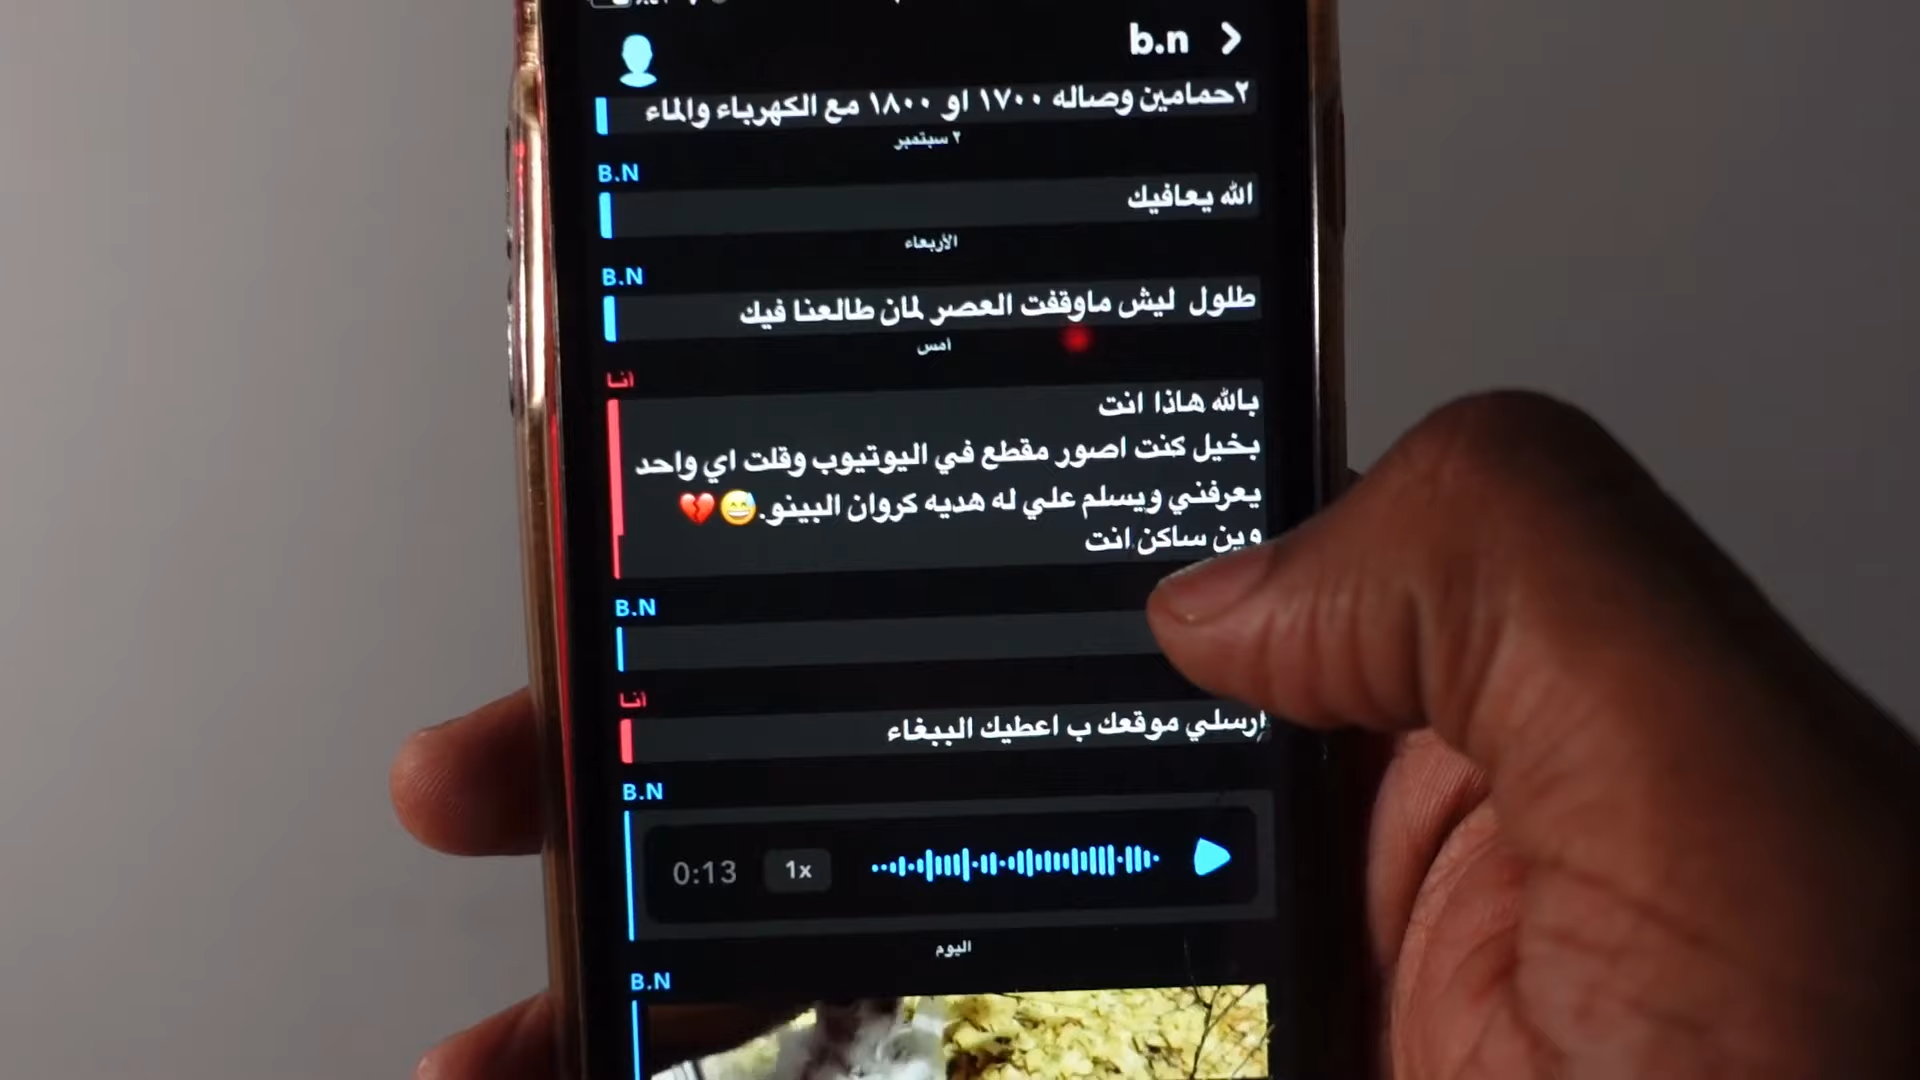 b.n
٢حمامين وصاله ١٧٠٠ او ١٨٠٠ مع الكهرباء والماء
٢ سبتمبر
B.N
الله يعافيك
الأربعاء
B.N
طلول ليش ماوقفت العصر لمان طالعنا فيك
امس
انا
بالله هاذا انت
بخيل كنت اصور مقطع في اليوتيوب وقلت اي واحد
يعرفني ويسلم علي له هديه كروان البينو.😅💔
وين ساكن انت
B.N
انا
ارسلي موقعك ب اعطيك الببغاء
B.N
0:13 1x
اليوم
B.N